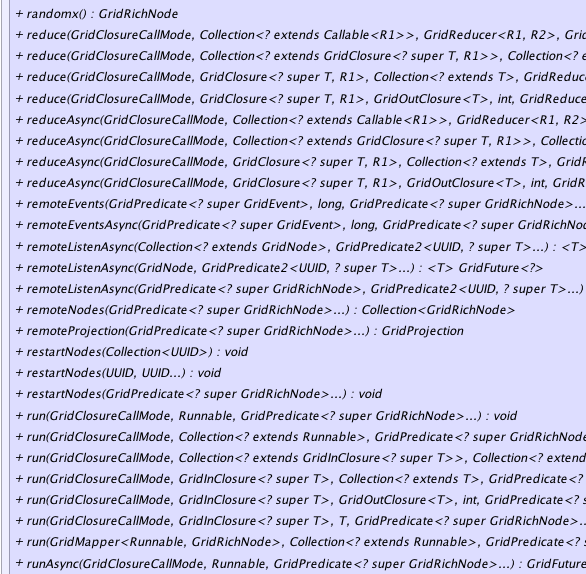 + randomx() : GridRichNode
+ reduce(GridClosureCallMode, Collection<? extends Callable<R1>>, GridReducer<R1, R2>,
+ reduce(GridClosureCallMode, Collection<? extends GridClosure<? super T, R1>>, Collection<?
+ reduce(GridClosureCallMode, GridClosure<? super T, R1>, Collection<? extends T>,
+ reduce(GridClosureCallMode, GridClosure<? super T, R1>, GridOutClosure<T>, int,
+ reduceAsync(GridClosureCallMode, Collection<? extends Callable<R1>>, GridReducer<R1, R2>
+ reduceAsync(GridClosureCallMode, Collection<? extends GridClosure<? super T, R1>>,
+ reduceAsync(GridClosureCallMode, GridClosure<? super T, R1>, Collection<? extends T>,
+ reduceAsync(GridClosureCallMode, GridClosure<? super T, R1>, GridOutClosure<T>, int,
+ remoteEvents(GridPredicate<? super GridEvent>, long, GridPredicate<? super GridRichNode>...
+ remoteEventsAsync(GridPredicate<? super GridEvent>, long, GridPredicate<? super
+ remoteListenAsync(Collection<? extends GridNode>, GridPredicate2<UUID, ? super T>...) : <T>
+ remoteListenAsync(GridNode, GridPredicate2<UUID, ? super T>...) : <T> GridFuture<?>
+ remoteListenAsync(GridPredicate<? super GridRichNode>, GridPredicate2<UUID, ? super T>...)
+ remoteNodes(GridPredicate<? super GridRichNode>...) : Collection<GridRichNode>
+ remoteProjection(GridPredicate<? super GridRichNode>...) : GridProjection
+ restartNodes(Collection<UUID>) : void
+ restartNodes(UUID, UUID...) : void
+ restartNodes(GridPredicate<? super GridRichNode>...) : void
+ run(GridClosureCallMode, Runnable, GridPredicate<? super GridRichNode>...) : void
+ run(GridClosureCallMode, Collection<? extends Runnable>, GridPredicate<? super GridRichNode
+ run(GridClosureCallMode, Collection<? extends GridInClosure<? super T>>, Collection<? extend
+ run(GridClosureCallMode, GridInClosure<? super T>, Collection<? extends T>, GridPredicate<?
+ run(GridClosureCallMode, GridInClosure<? super T>, GridOutClosure<T>, int, GridPredicate<?
+ run(GridClosureCallMode, GridInClosure<? super T>, T, GridPredicate<? super GridRichNode>...
+ run(GridMapper<Runnable, GridRichNode>, Collection<? extends Runnable>, GridPredicate<?
+ runAsync(GridClosureCallMode, Runnable, GridPredicate<? super GridRichNode>...) :